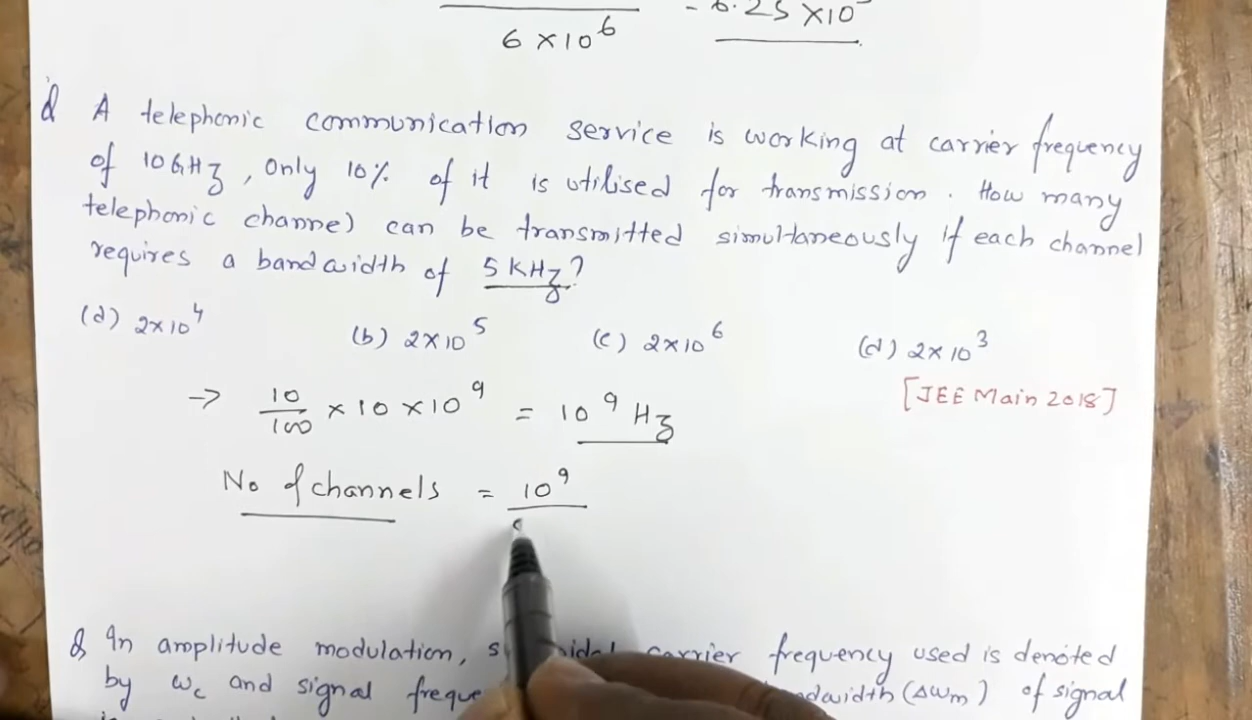 6 × 10⁶
Q A telephonic communication service is working at carrier frequency
of 10 GHz, only 10% of it is utilised for transmission. How many
telephonic channel can be transmitted simultaneously if each channel
requires a bandwidth of 5 KHz?
(a) 2×10⁴ (b) 2×10⁵ (c) 2×10⁶ (d) 2×10³
[JEE Main 2018]
→ 10/100 × 10 × 10⁹ = 10⁹ Hz
No of channels = 10⁹
Q In amplitude modulation, carrier frequency used is denoted
by ωc and signal (Δωm) of signal